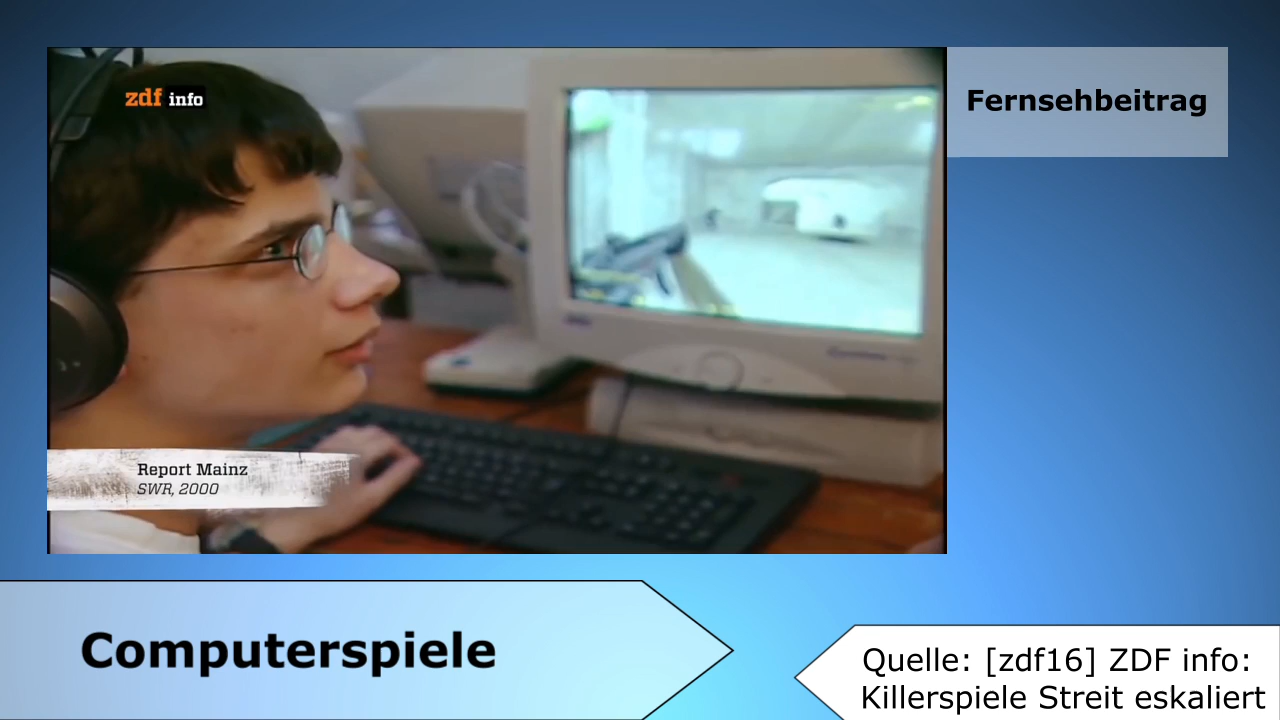 zdf info
Fernsehbeitrag
Report Mainz
SWR, 2000
Computerspiele
Quelle: [zdf16] ZDF info:
Killerspiele Streit eskaliert